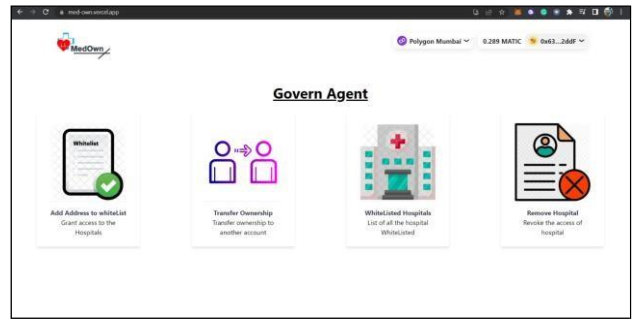 med-own.vercel.app
MedOwn
Polygon Mumbai
0.289 MATIC
0x63...2ddF
Govern Agent
Whitelist
Add Address to whiteList
Grant access to the
Hospitals
Transfer Ownership
Transfer ownership to
another account
WhiteListed Hospitals
List of all the hospital
WhiteListed
Remove Hospital
Revoke the access of
hospital